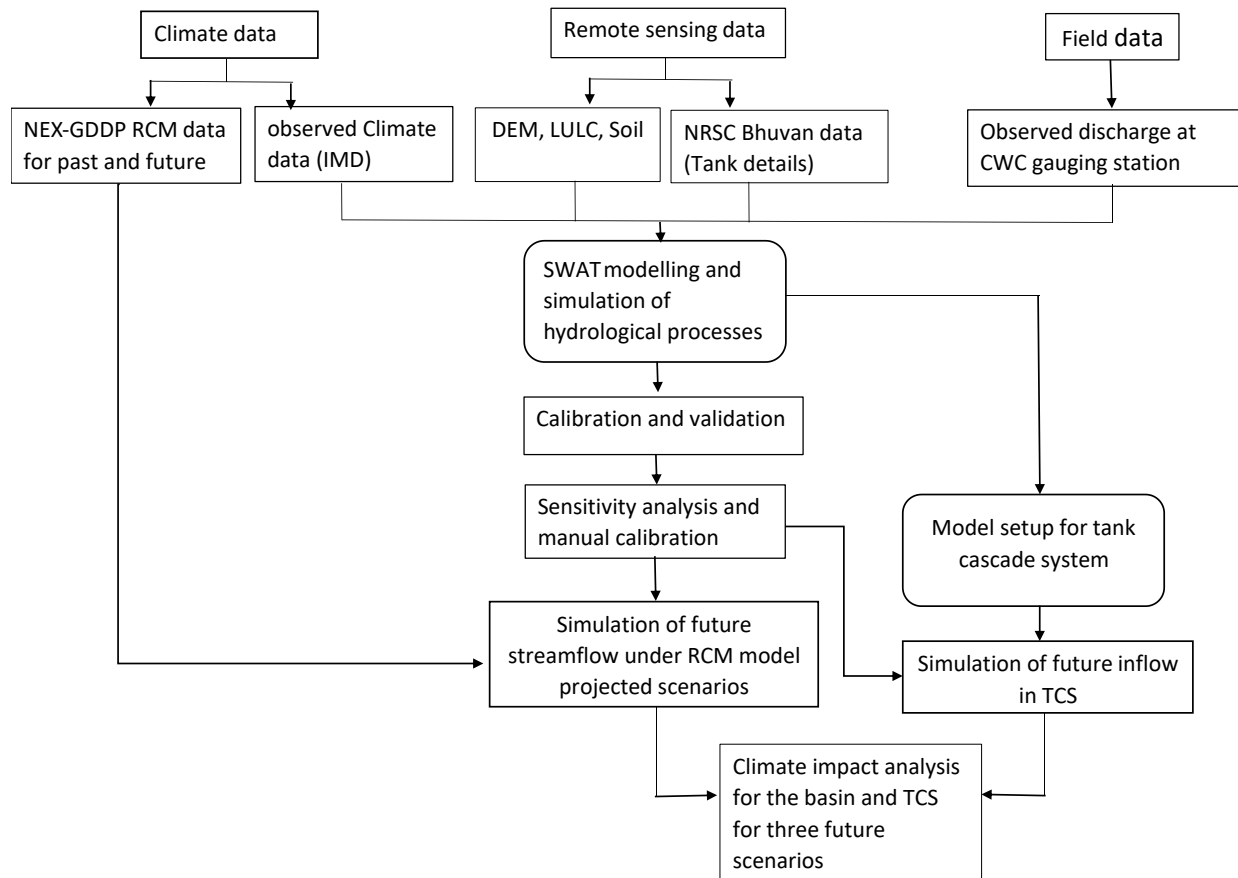 Climate data
Remote sensing data
Field data
NEX-GDDP RCM data
for past and future
observed Climate
data (IMD)
DEM, LULC, Soil
NRSC Bhuvan data
(Tank details)
Observed discharge at
CWC gauging station
SWAT modelling and
simulation of
hydrological processes
Calibration and validation
Sensitivity analysis and
manual calibration
Model setup for tank
cascade system
Simulation of future
streamflow under RCM model
projected scenarios
Simulation of future inflow
in TCS
Climate impact analysis
for the basin and TCS
for three future
scenarios